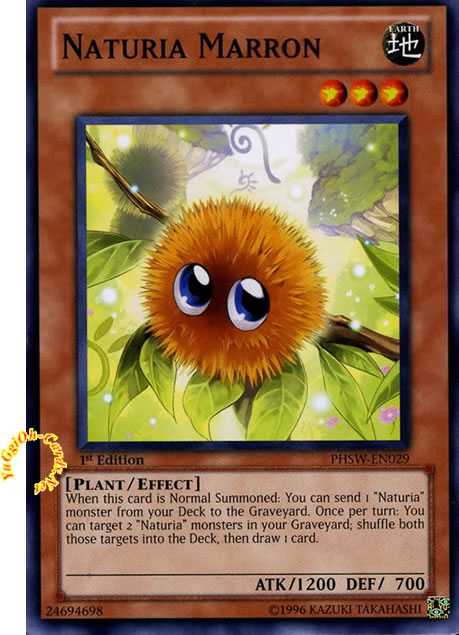 NATURIA MARRON
EARTH
地
1st Edition
PHSW-EN029
[PLANT/EFFECT]
When this card is Normal Summoned: You can send 1 "Naturia"
monster from your Deck to the Graveyard. Once per turn: You
can target 2 "Naturia" monsters in your Graveyard; shuffle both
those targets into the Deck, then draw 1 card.
ATK/1200 DEF/ 700
24694698
©1996 KAZUKI TAKAHASHI
YuGgiOh-Cards.Net